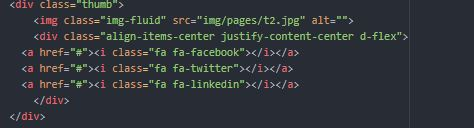 <div class="thumb">
<img class="img-fluid" src="img/pages/t2.jpg" alt="">
<div class="align-items-center justify-content-center d-flex">
<a href="#"><i class="fa fa-facebook"></i></a>
<a href="#"><i class="fa fa-twitter"></i></a>
<a href="#"><i class="fa fa-linkedin"></i></a>
</div>
</div>